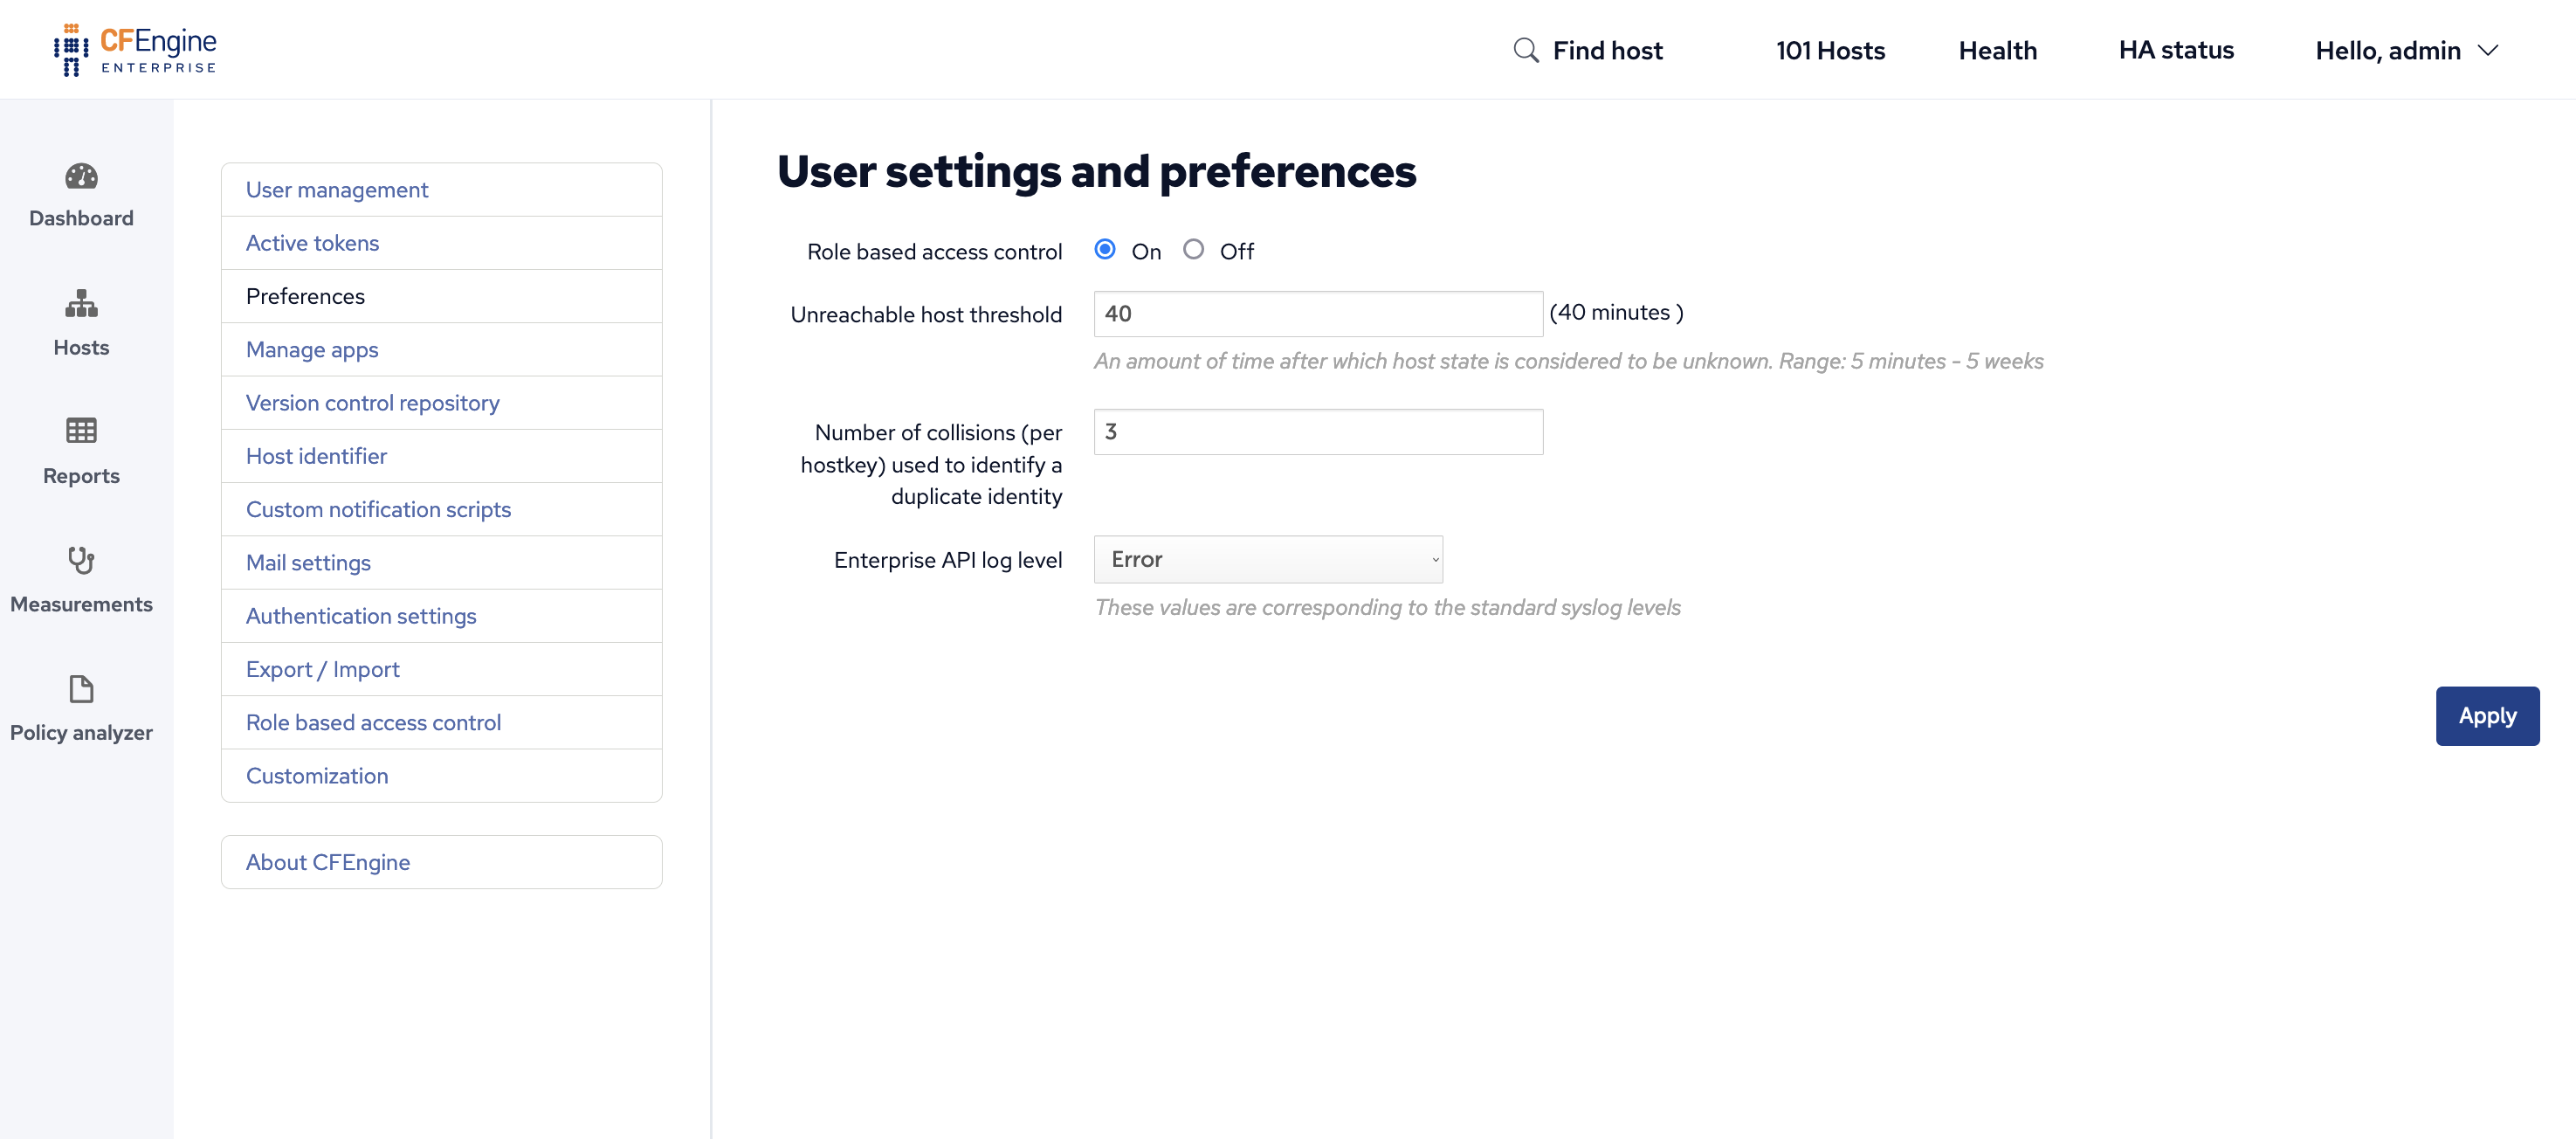 CFEngine
ENTERPRISE
Find host
101 Hosts
Health
HA status
Hello, admin
Dashboard
Hosts
Reports
Measurements
Policy analyzer
User management
Active tokens
Preferences
Manage apps
Version control repository
Host identifier
Custom notification scripts
Mail settings
Authentication settings
Export / Import
Role based access control
Customization
About CFEngine
User settings and preferences
Role based access control
On
Off
Unreachable host threshold
40
(40 minutes )
An amount of time after which host state is considered to be unknown. Range: 5 minutes - 5 weeks
Number of collisions (per
hostkey) used to identify a
duplicate identity
3
Enterprise API log level
Error
These values are corresponding to the standard syslog levels
Apply